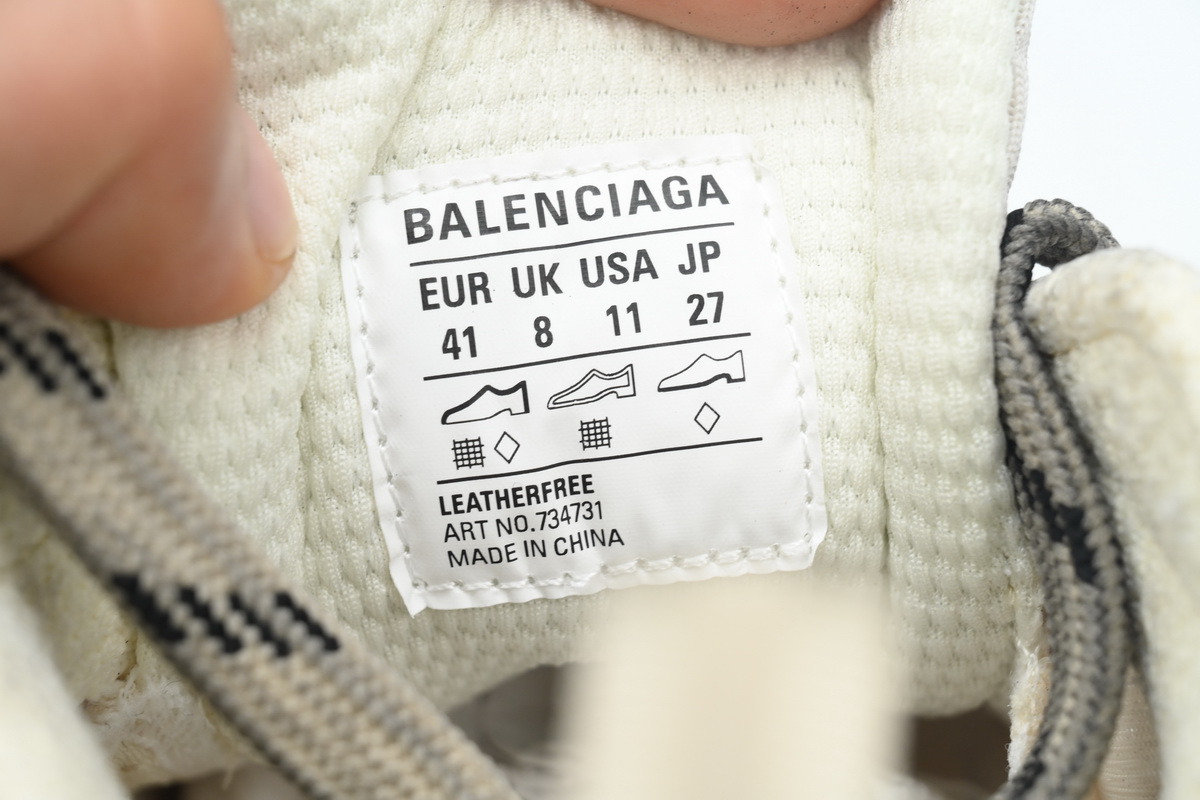 BALENCIAGA
EUR UK USA JP
41 8 11 27
LEATHERFREE
ART NO.734731
MADE IN CHINA